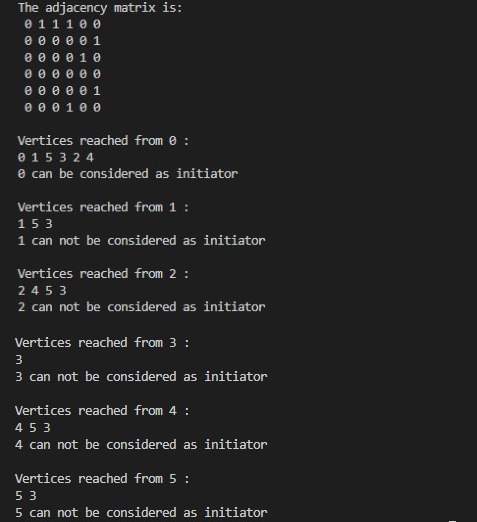 The adjacency matrix is:
0 1 1 1 0 0
0 0 0 0 0 1
0 0 0 0 1 0
0 0 0 0 0 0
0 0 0 0 0 1
0 0 0 1 0 0
Vertices reached from 0 :
0 1 5 3 2 4
0 can be considered as initiator
Vertices reached from 1 :
1 5 3
1 can not be considered as initiator
Vertices reached from 2 :
2 4 5 3
2 can not be considered as initiator
Vertices reached from 3 :
3
3 can not be considered as initiator
Vertices reached from 4 :
4 5 3
4 can not be considered as initiator
Vertices reached from 5 :
5 3
5 can not be considered as initiator